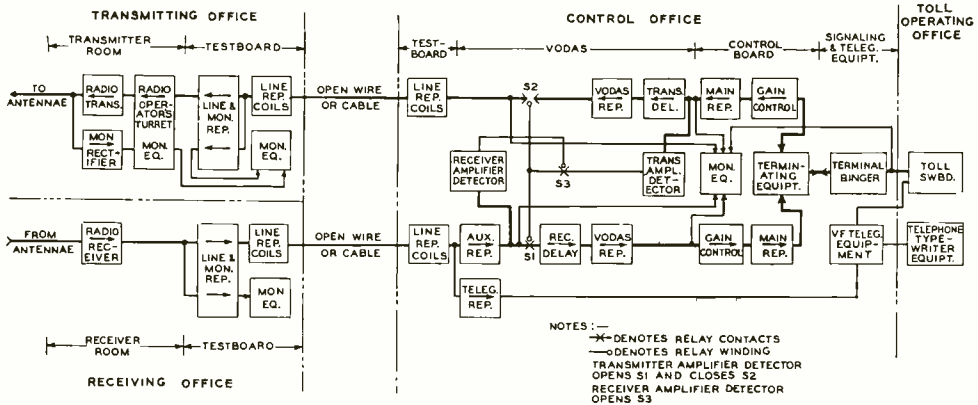 TRANSMITTING OFFICE
CONTROL OFFICE
TOLL
OPERATING
OFFICE
TRANSMITTER
ROOM
TESTBOARD
TEST-
BOARD
VODAS
CONTROL
BOARD
SIGNALING
& TELEG.
EQUIPT.
TO
ANTENNAE
RADIO
TRANS.
RADIO
OPER-
ATOR'S
TURRET
MON.
EQ.
LINE &
MON. REP.
LINE
REP.
COILS
OPEN WIRE
OR CABLE
LINE
REP.
COILS
S2
VODAS
REP.
TRANS.
DEL.
MAIN
REP.
GAIN
CONTROL
MON.
RECT-
IFIER
MON.
EQ.
RECEIVER
AMPLIFIER
DETECTOR
S3
TRANS
AMPL.
DET-
ECTOR
MON.
EQ.
TERMIN-
ATING
EQUIPT.
TERMINAL
BINGER
TOLL
SWBD.
FROM
ANTENNAE
RADIO
REC-
EIVER
LINE &
MON. REP.
LINE
REP.
COILS
OPEN WIRE
OR CABLE
LINE
REP.
COILS
AUX.
REP.
S1
REC.
DELAY
VODAS
REP.
GAIN
CONTROL
MAIN
REP.
VF TELEG.
EQUIP-
MENT
TELEPHONE
TYPE-
WRITER
EQUIPT.
MON
EQ.
TELEG.
REP.
RECEIVER
ROOM
TESTBOARD
RECEIVING OFFICE
NOTES: —
DENOTES RELAY CONTACTS
DENOTES RELAY WINDING
TRANSMITTER AMPLIFIER DETECTOR
OPENS S1 AND CLOSES S2
RECEIVER AMPLIFIER DETECTOR
OPENS S3